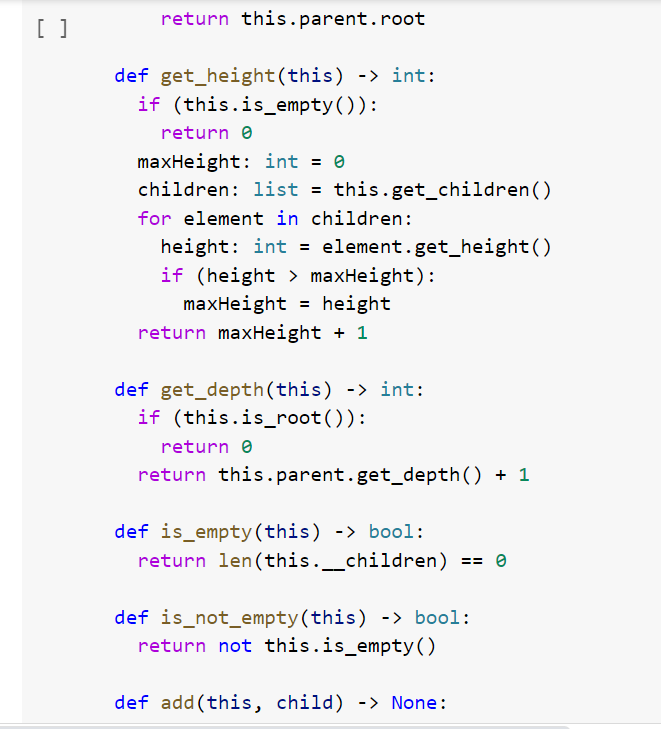 [ ]
return this.parent.root
def get_height(this) -> int:
if (this.is_empty()):
return 0
maxHeight: int = 0
children: list = this.get_children()
for element in children:
height: int = element.get_height()
if (height > maxHeight):
maxHeight = height
return maxHeight + 1
def get_depth(this) -> int:
if (this.is_root()):
return 0
return this.parent.get_depth() + 1
def is_empty(this) -> bool:
return len(this.__children) == 0
def is_not_empty(this) -> bool:
return not this.is_empty()
def add(this, child) -> None: